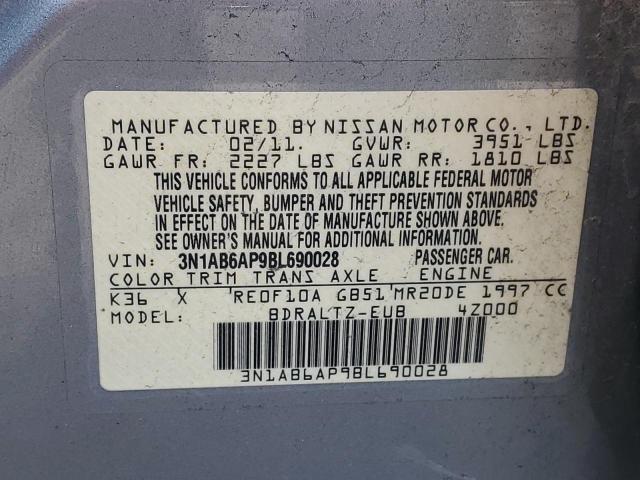 MANUFACTURED BY NISSAN MOTOR CO., LTD.
DATE: 02/11. GVWR: 3951 LBS
GAWR FR: 2227 LBS GAWR RR: 1810 LBS
THIS VEHICLE CONFORMS TO ALL APPLICABLE FEDERAL MOTOR
VEHICLE SAFETY, BUMPER AND THEFT PREVENTION STANDARDS
IN EFFECT ON THE DATE OF MANUFACTURE SHOWN ABOVE.
SEE OWNER'S MANUAL FOR ADDITIONAL INFORMATION.
VIN: 3N1AB6AP9BL690028 PASSENGER CAR.
COLOR TRIM TRANS AXLE ENGINE
K36 X RE0F10A GB51 MR20DE 1997 CC
MODEL: BDRALTZ-EUB 4Z000
3N1AB6AP9BL690028